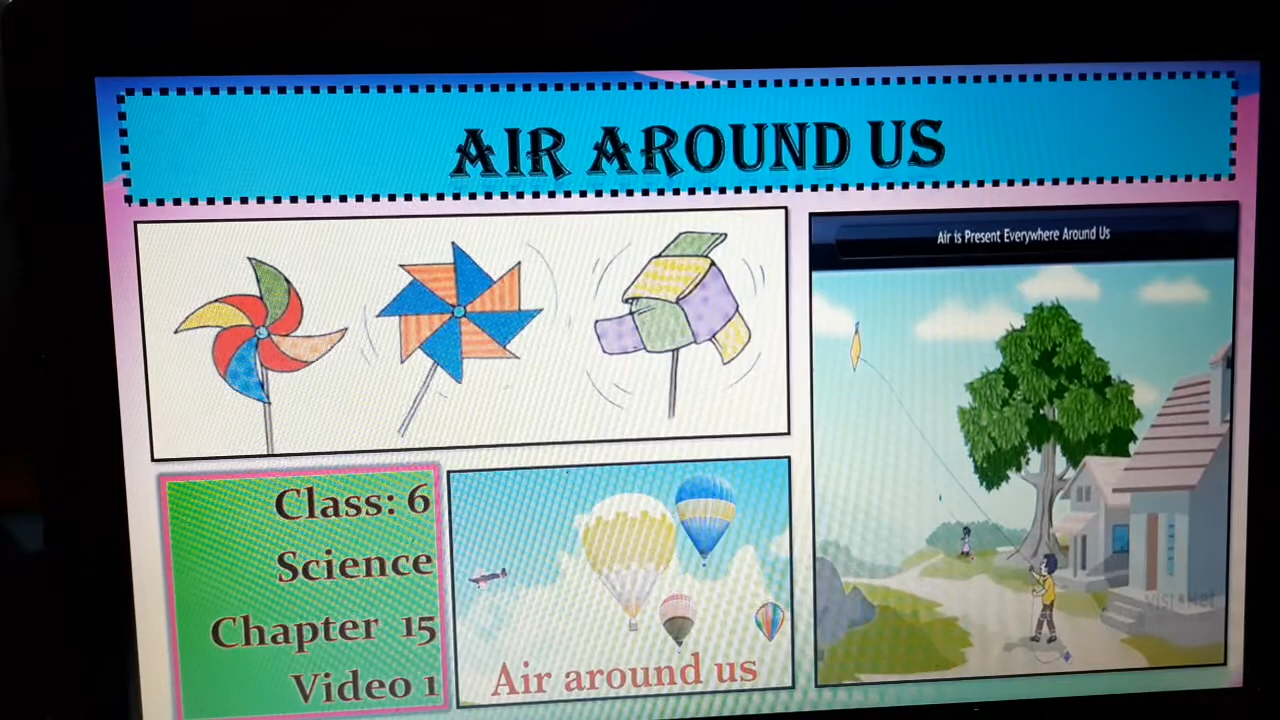 AIR AROUND US
Air is Present Everywhere Around Us
Class: 6
Science
Chapter 15
Video 1
Air around us